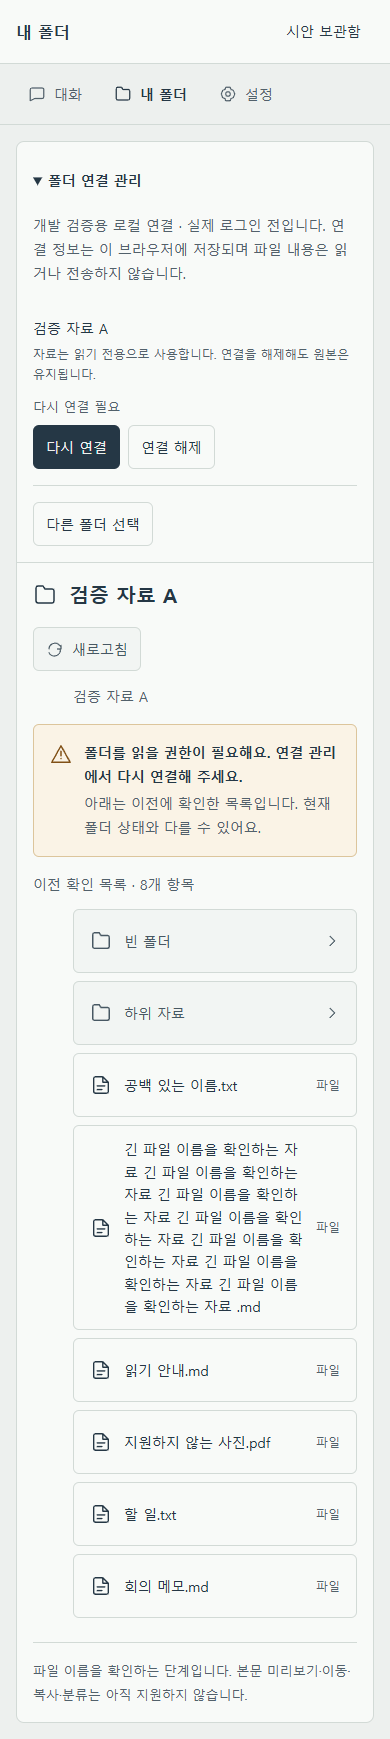 내 폴더
시안 보관함
대화
내 폴더
설정
▼ 폴더 연결 관리
개발 검증용 로컬 연결 · 실제 로그인 전입니다. 연
결 정보는 이 브라우저에 저장되며 파일 내용은 읽
거나 전송하지 않습니다.
검증 자료 A
자료는 읽기 전용으로 사용합니다. 연결을 해제해도 원본은
유지됩니다.
다시 연결 필요
다시 연결
연결 해제
다른 폴더 선택
검증 자료 A
새로고침
검증 자료 A
폴더를 읽을 권한이 필요해요. 연결 관리
에서 다시 연결해 주세요.
아래는 이전에 확인한 목록입니다. 현재
폴더 상태와 다를 수 있어요.
이전 확인 목록 · 8개 항목
빈 폴더
하위 자료
공백 있는 이름.txt
파일
긴 파일 이름을 확인하는 자
료 긴 파일 이름을 확인하는
자료 긴 파일 이름을 확인하
는 자료 긴 파일 이름을 확인
하는 자료 긴 파일 이름을 확
인하는 자료 긴 파일 이름을
확인하는 자료 긴 파일 이름
을 확인하는 자료 .md
파일
읽기 안내.md
파일
지원하지 않는 사진.pdf
파일
할 일.txt
파일
회의 메모.md
파일
파일 이름을 확인하는 단계입니다. 본문 미리보기·이동·
복사·분류는 아직 지원하지 않습니다.